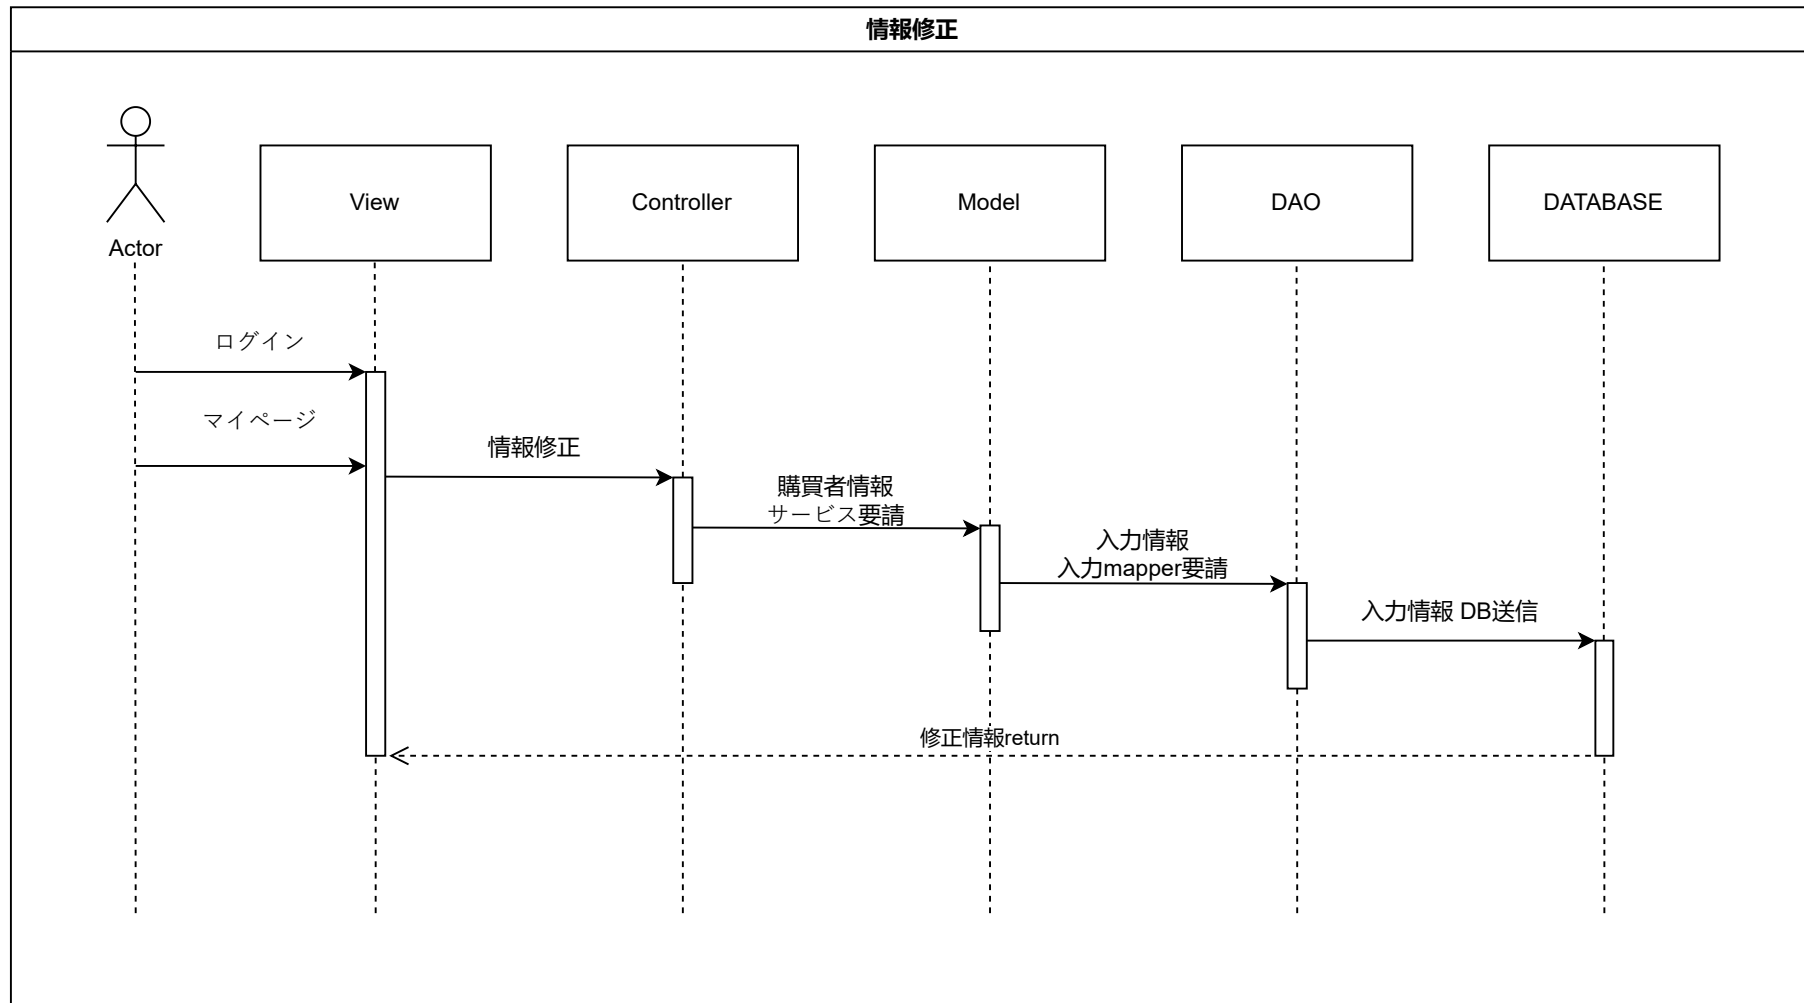 情報修正
Actor
View
Controller
Model
DAO
DATABASE
ログイン
マイページ
情報修正
購買者情報
サービス要請
入力情報
入力mapper要請
入力情報 DB送信
修正情報return